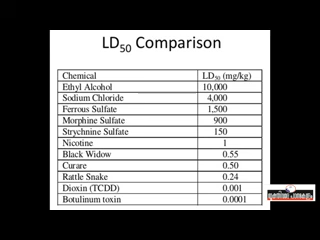 LD50 Comparison
Chemical LD50 (mg/kg)
Ethyl Alcohol 10,000
Sodium Chloride 4,000
Ferrous Sulfate 1,500
Morphine Sulfate 900
Strychnine Sulfate 150
Nicotine 1
Black Widow 0.55
Curare 0.50
Rattle Snake 0.24
Dioxin (TCDD) 0.001
Botulinum toxin 0.0001